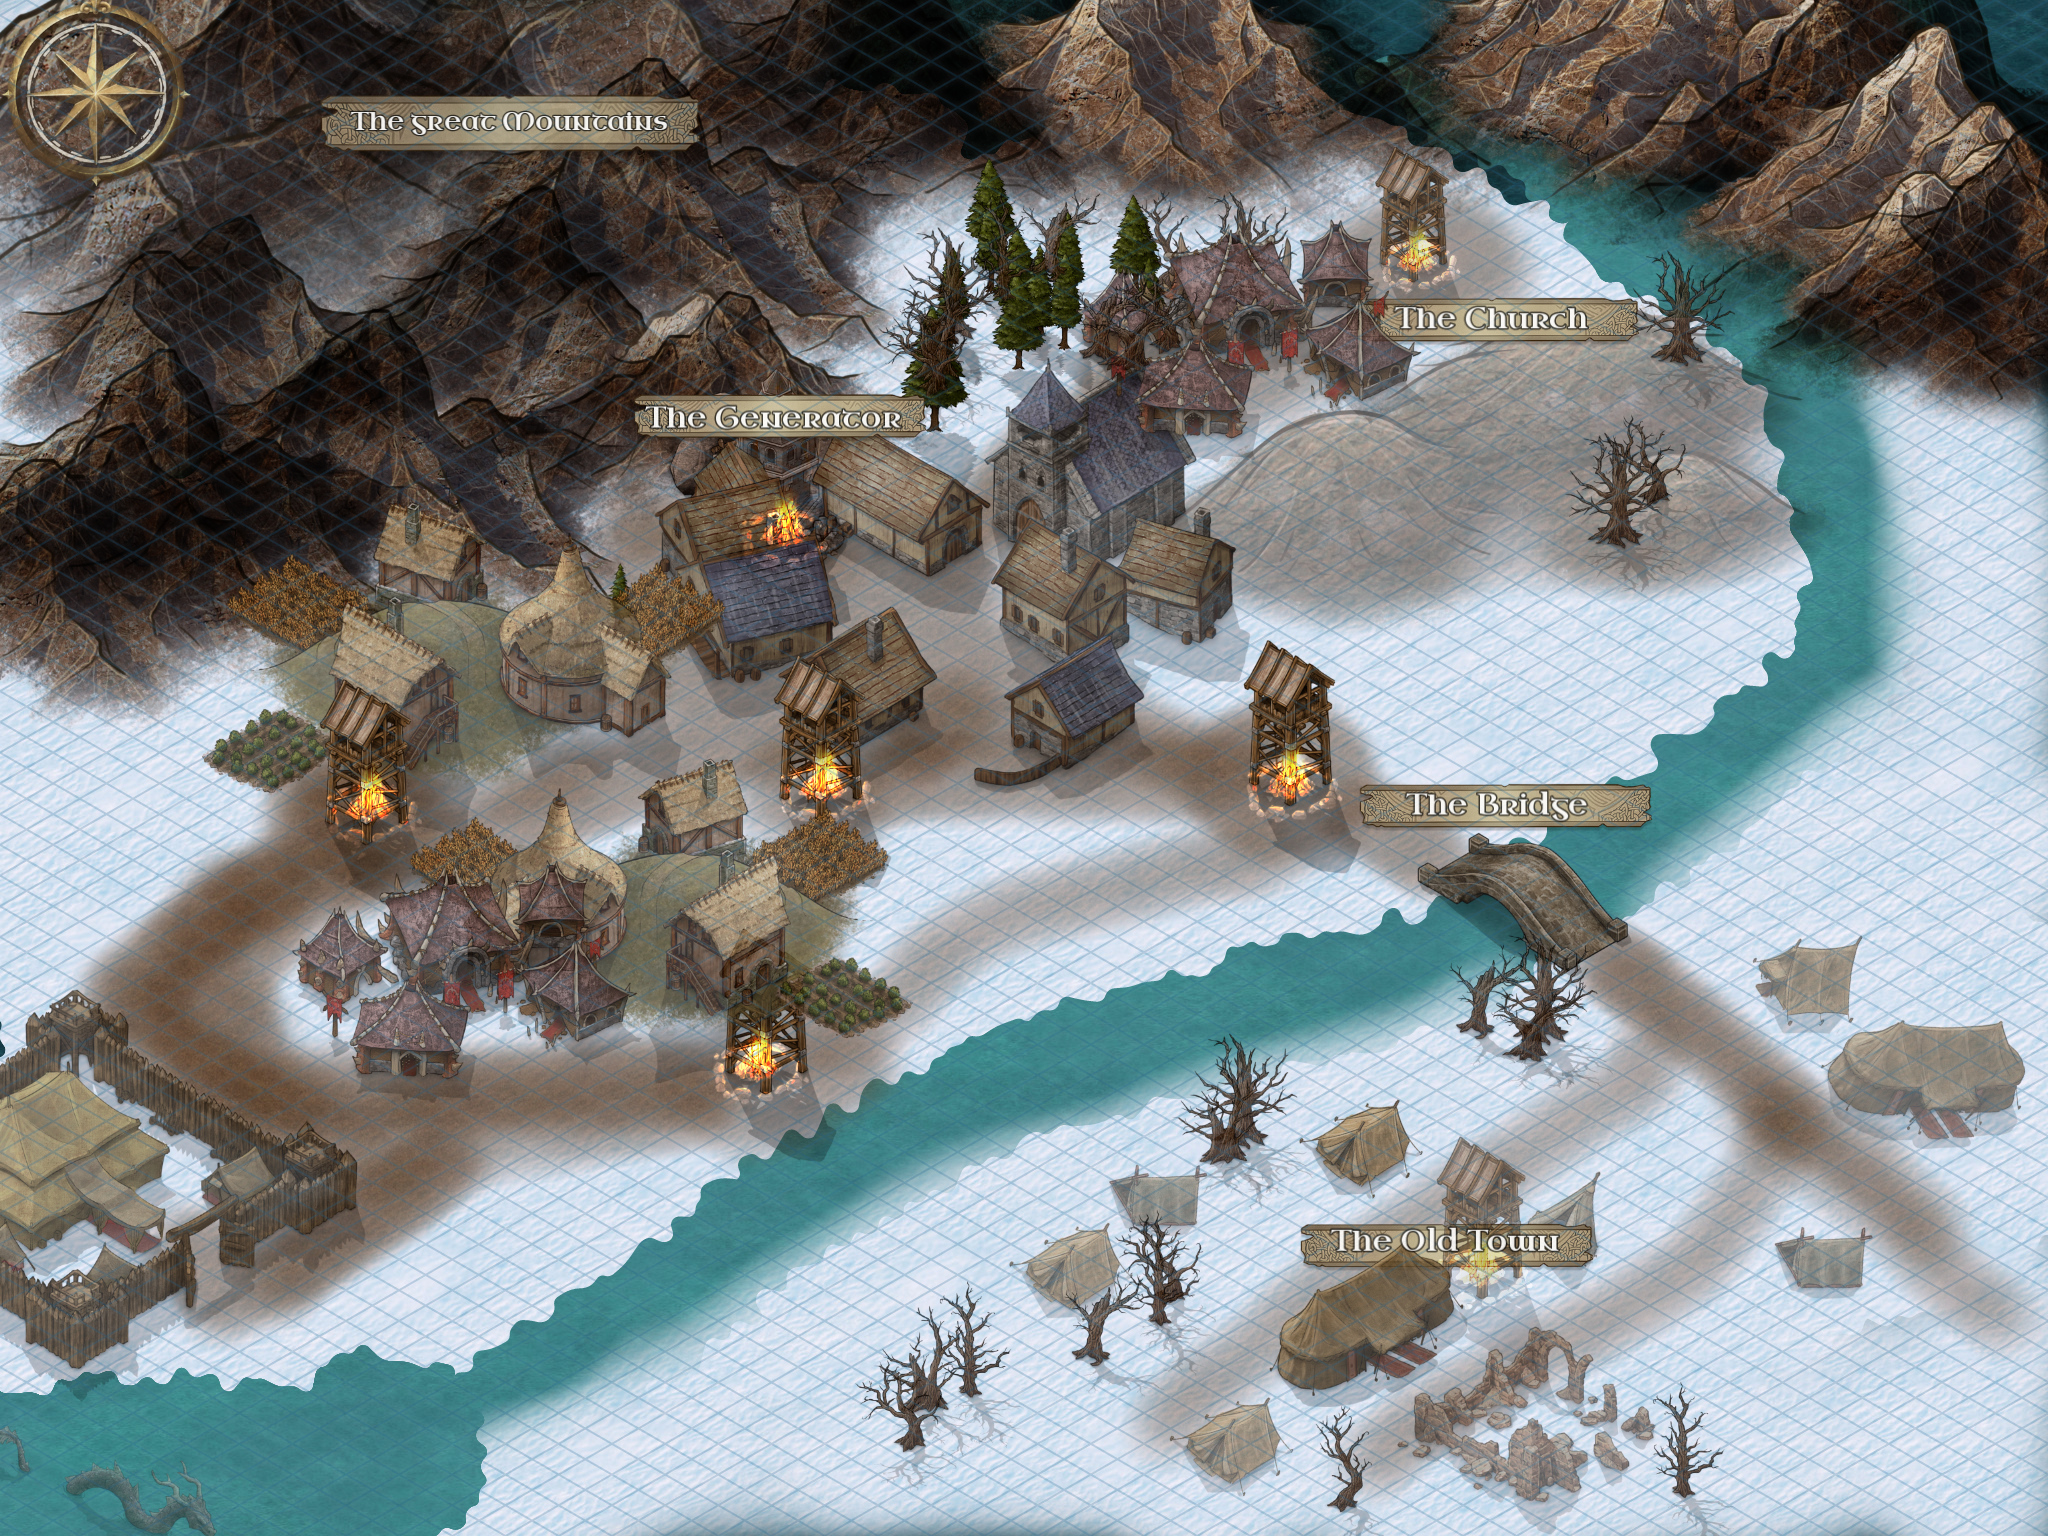 The great Mountains
The Church
The Generator
The Bridge
The Old Town